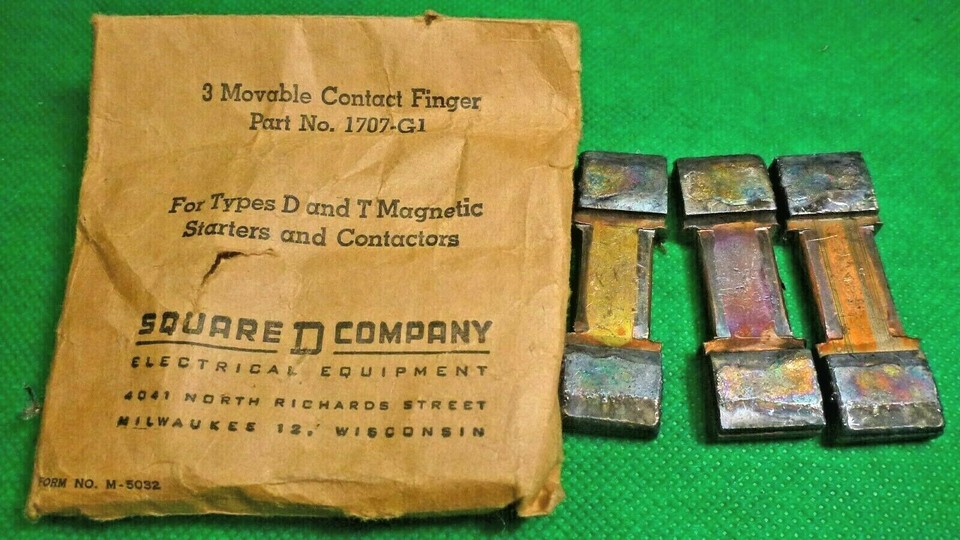 3 Movable Contact Finger
Part No. 1707-G1
For Types D and T Magnetic
Starters and Contactors
SQUARE D COMPANY
ELECTRICAL EQUIPMENT
4041 NORTH RICHARDS STREET
MILWAUKEE 12, WISCONSIN
FORM NO. M-5032